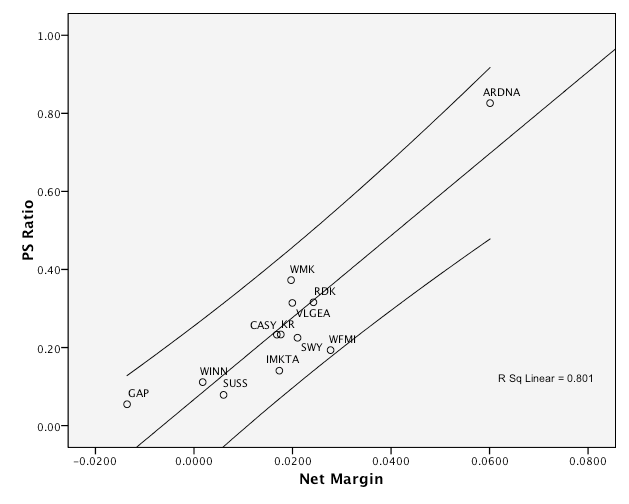 1.00
0.80
0.60
0.40
0.20
0.00
PS Ratio
ARDNA
WMK
RDK
VLGEA
CASY KR
SWY
WFMI
IMKTA
WINN
SUSS
GAP
R Sq Linear = 0.801
-0.0200 0.0000 0.0200 0.0400 0.0600 0.0800
Net Margin